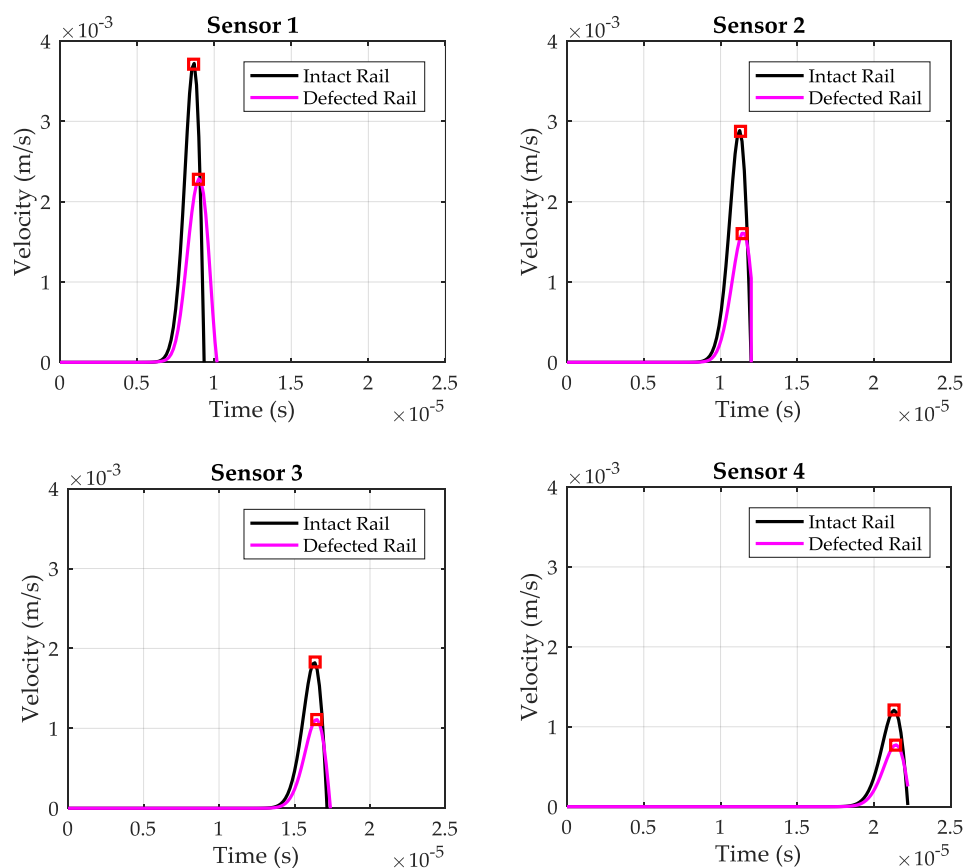 Sensor 1
×10-3
Intact Rail
Defected Rail
Velocity (m/s)
4
3
2
1
0
0 0.5 1 1.5 2 2.5
Time (s)
×10-5
Sensor 2
×10-3
Intact Rail
Defected Rail
Velocity (m/s)
4
3
2
1
0
0 0.5 1 1.5 2 2.5
Time (s)
×10-5
Sensor 3
×10-3
Intact Rail
Defected Rail
Velocity (m/s)
4
3
2
1
0
0 0.5 1 1.5 2 2.5
Time (s)
×10-5
Sensor 4
×10-3
Intact Rail
Defected Rail
Velocity (m/s)
4
3
2
1
0
0 0.5 1 1.5 2 2.5
Time (s)
×10-5